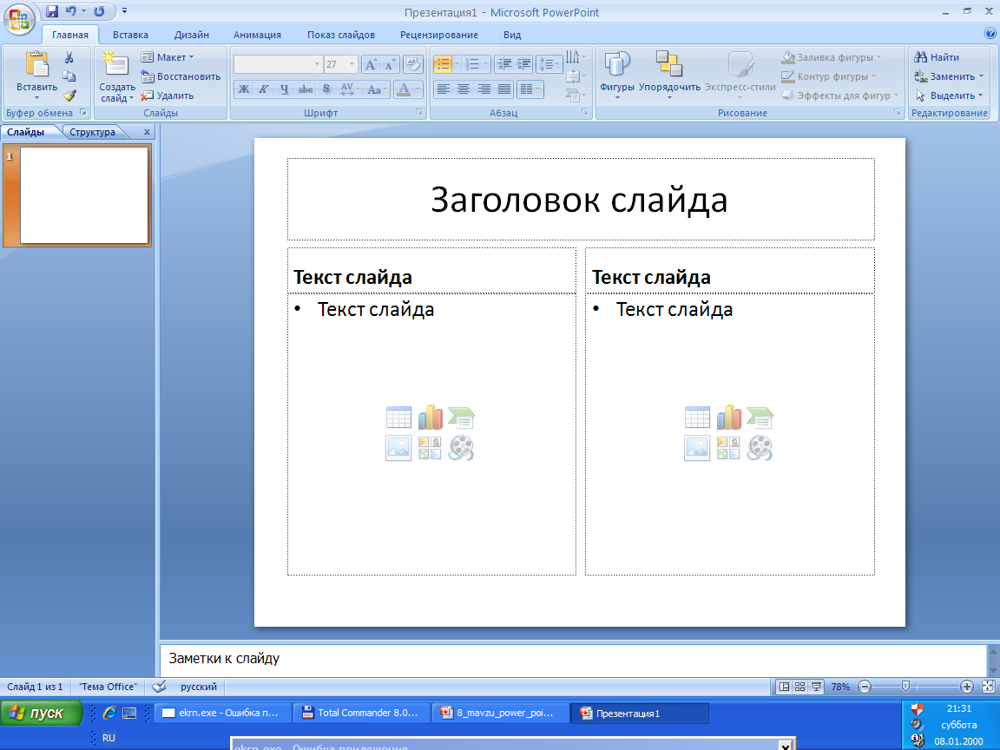 Презентация1 - Microsoft PowerPoint
Главная Вставка Дизайн Анимация Показ слайдов Рецензирование Вид
Вставить
Буфер обмена
Создать слайд
Макет
Восстановить
Удалить
Слайды
27
Ж К Ч abc S AV Aa A
Шрифт
Абзац
Фигуры Упорядочить Экспресс-стили
Заливка фигуры
Контур фигуры
Эффекты для фигур
Рисование
Найти
Заменить
Выделить
Редактирование
Слайды Структура x
1
Заголовок слайда
Текст слайда
• Текст слайда
Текст слайда
• Текст слайда
Заметки к слайду
Слайд 1 из 1 "Тема Office" русский 78%
пуск ekrn.exe - Ошибка п... Total Commander 8.0... 8_mavzu_power_poi... Презентация1 21:31
суббота
RU 08.01.2000
ekrn.exe - Ошибка приложения